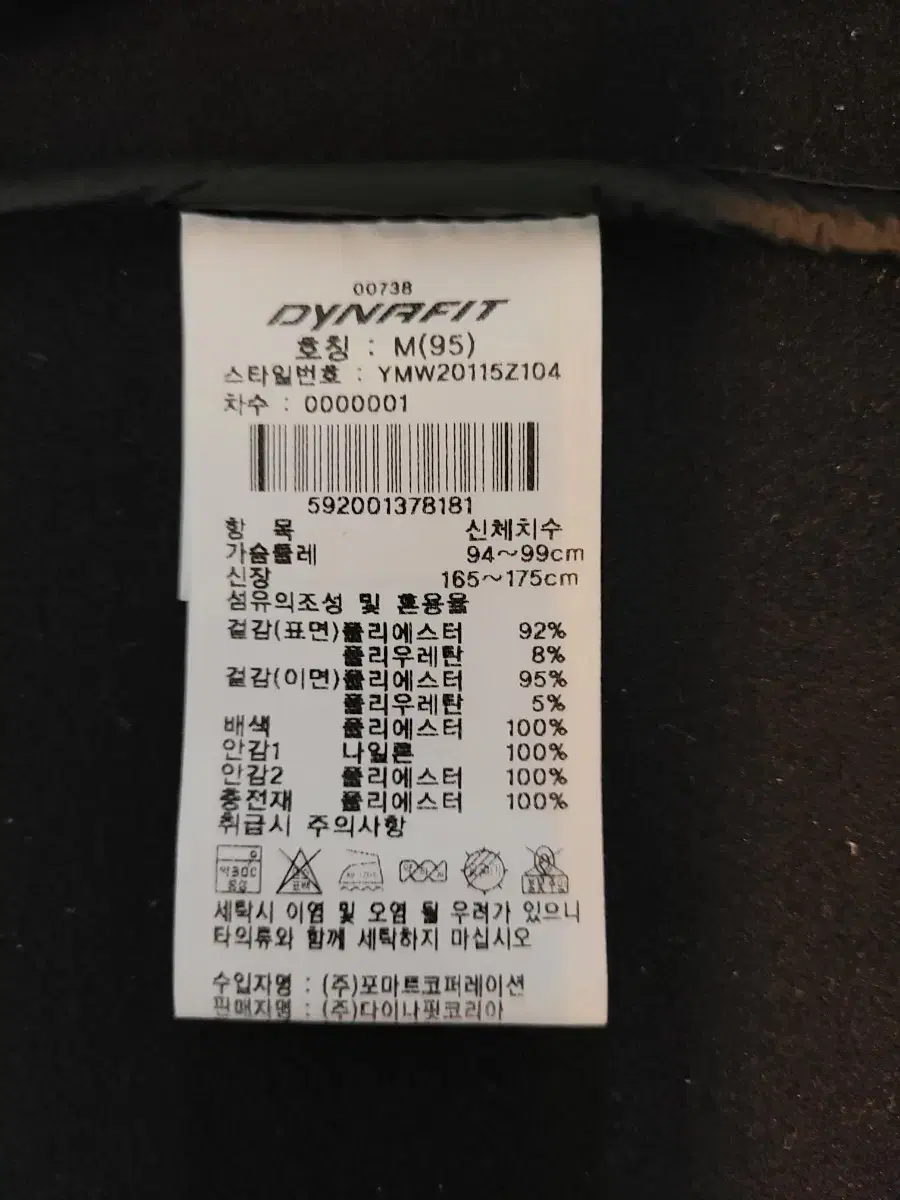 00738
DYNAFIT
호칭 : M(95)
스타일번호 : YMW20115Z104
차수 : 0000001
592001378181
항 목 신체치수
가슴둘레 94~99cm
신장 165~175cm
섬유의조성 및 혼용율
겉감(표면)폴리에스터 92%
폴리우레탄 8%
겉감(이면)폴리에스터 95%
폴리우레탄 5%
배색 폴리에스터 100%
안감1 나일론 100%
안감2 폴리에스터 100%
충전재 폴리에스터 100%
취급시 주의사항
약30℃
세탁시 이염 및 오염 될 우려가 있으니
타의류와 함께 세탁하지 마십시오
수입자명 : (주)포마트코퍼레이션
판매자명 : (주)다이나핏코리아